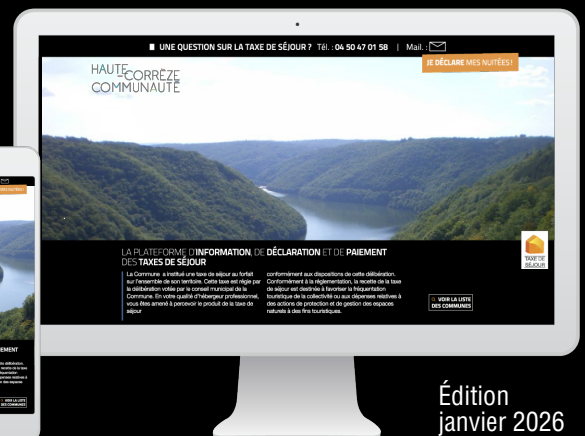 UNE QUESTION SUR LA TAXE DE SÉJOUR ? Tél. : 04 50 47 01 58 | Mail. :
JE DÉCLARE MES NUITÉES !
HAUTE
CORRÈZE
COMMUNAUTÉ
TAXE DE
SÉJOUR
LA PLATEFORME D'INFORMATION, DE DÉCLARATION ET DE PAIEMENT
DES TAXES DE SÉJOUR
La Commune a institué une taxe de séjour au forfait
sur l'ensemble de son territoire. Cette taxe est régie par
la délibération votée par le conseil municipal de la
Commune. En votre qualité d'hébergeur professionnel,
vous êtes amené à percevoir le produit de la taxe de
séjour
conformément aux dispositions de cette délibération.
Conformément à la réglementation, la recette de la taxe
de séjour est destinée à favoriser la fréquentation
touristique de la collectivité ou aux dépenses relatives à
des actions de protection et de gestion des espaces
naturels à des fins touristiques.
VOIR LA LISTE
DES COMMUNES
Édition
janvier 2026